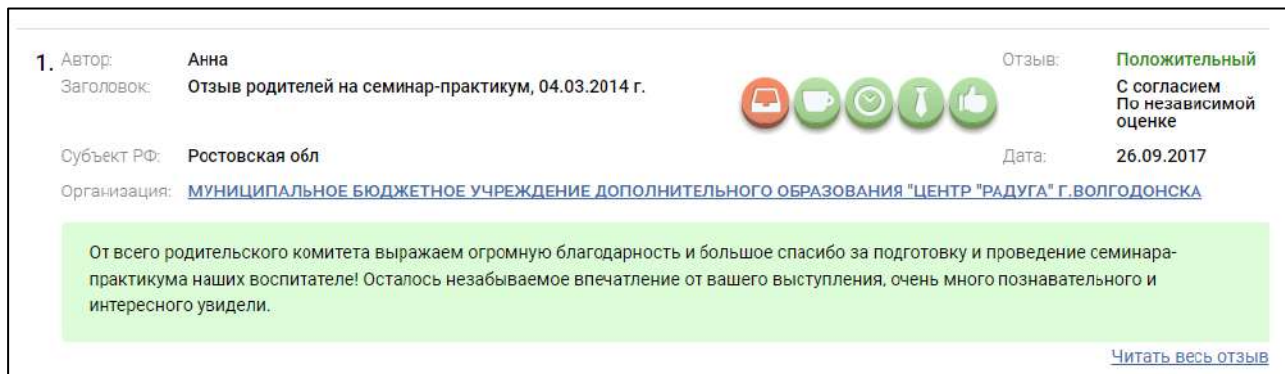 1. Автор: Анна Отзыв: Положительный
Заголовок: Отзыв родителей на семинар-практикум, 04.03.2014 г. С согласием
По независимой
оценке
Субъект РФ: Ростовская обл Дата: 26.09.2017
Организация: МУНИЦИПАЛЬНОЕ БЮДЖЕТНОЕ УЧРЕЖДЕНИЕ ДОПОЛНИТЕЛЬНОГО ОБРАЗОВАНИЯ "ЦЕНТР "РАДУГА" Г.ВОЛГОДОНСКА
От всего родительского комитета выражаем огромную благодарность и большое спасибо за подготовку и проведение семинара-
практикума наших воспитателе! Осталось незабываемое впечатление от вашего выступления, очень много познавательного и
интересного увидели.
Читать весь отзыв